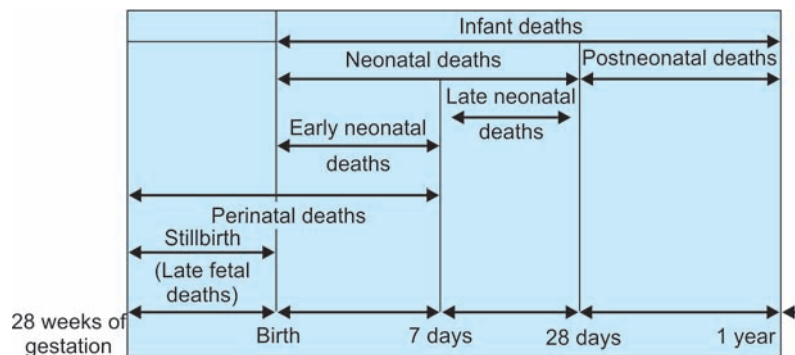 Infant deaths
Neonatal deaths
Postneonatal deaths
Late neonatal
deaths
Early neonatal
deaths
Perinatal deaths
Stillbirth
(Late fetal
deaths)
28 weeks of
gestation
Birth
7 days
28 days
1 year